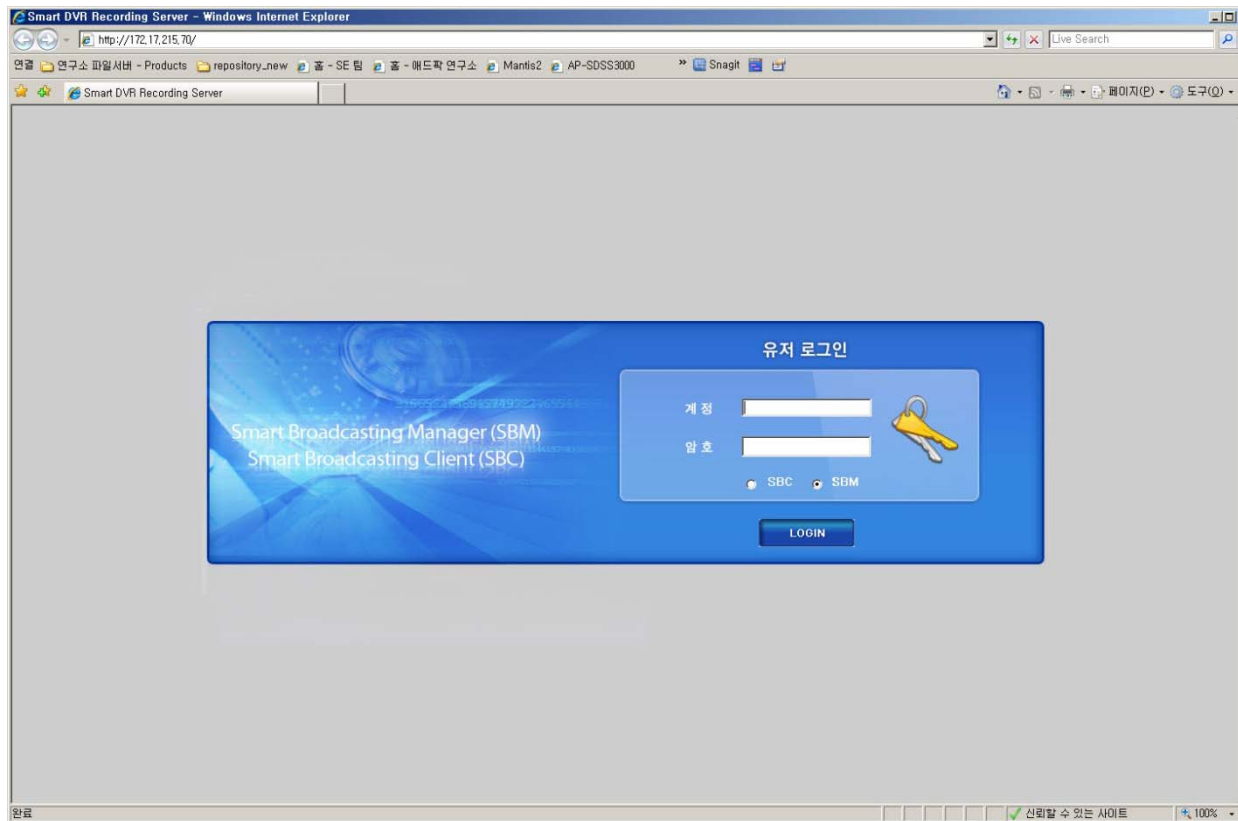 Smart DVR Recording Server - Windows Internet Explorer
http://172.17.215.70/
Live Search
연결 연구소 파일서버 - Products repository_new 홈 - SE 팀 홈 - 애드팍 연구소 Mantis2 AP-SDSS3000 » Snagit
Smart DVR Recording Server
페이지(P) 도구(O)
유저 로그인
계 정
암 호
Smart Broadcasting Manager (SBM)
Smart Broadcasting Client (SBC)
SBC SBM
LOGIN
완료
신뢰할 수 있는 사이트
100%